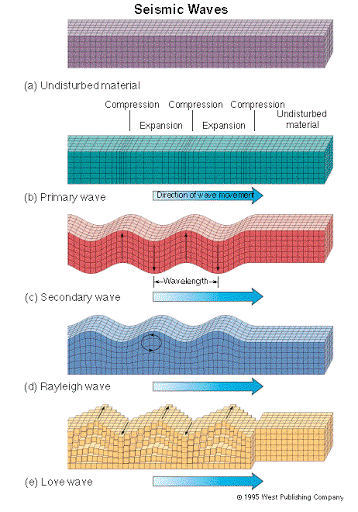 Seismic Waves
(a) Undisturbed material
Compression Compression Compression
Expansion Expansion
Undisturbed
material
(b) Primary wave
Direction of wave movement
Wavelength
(c) Secondary wave
(d) Rayleigh wave
(e) Love wave
© 1995 West Publishing Company